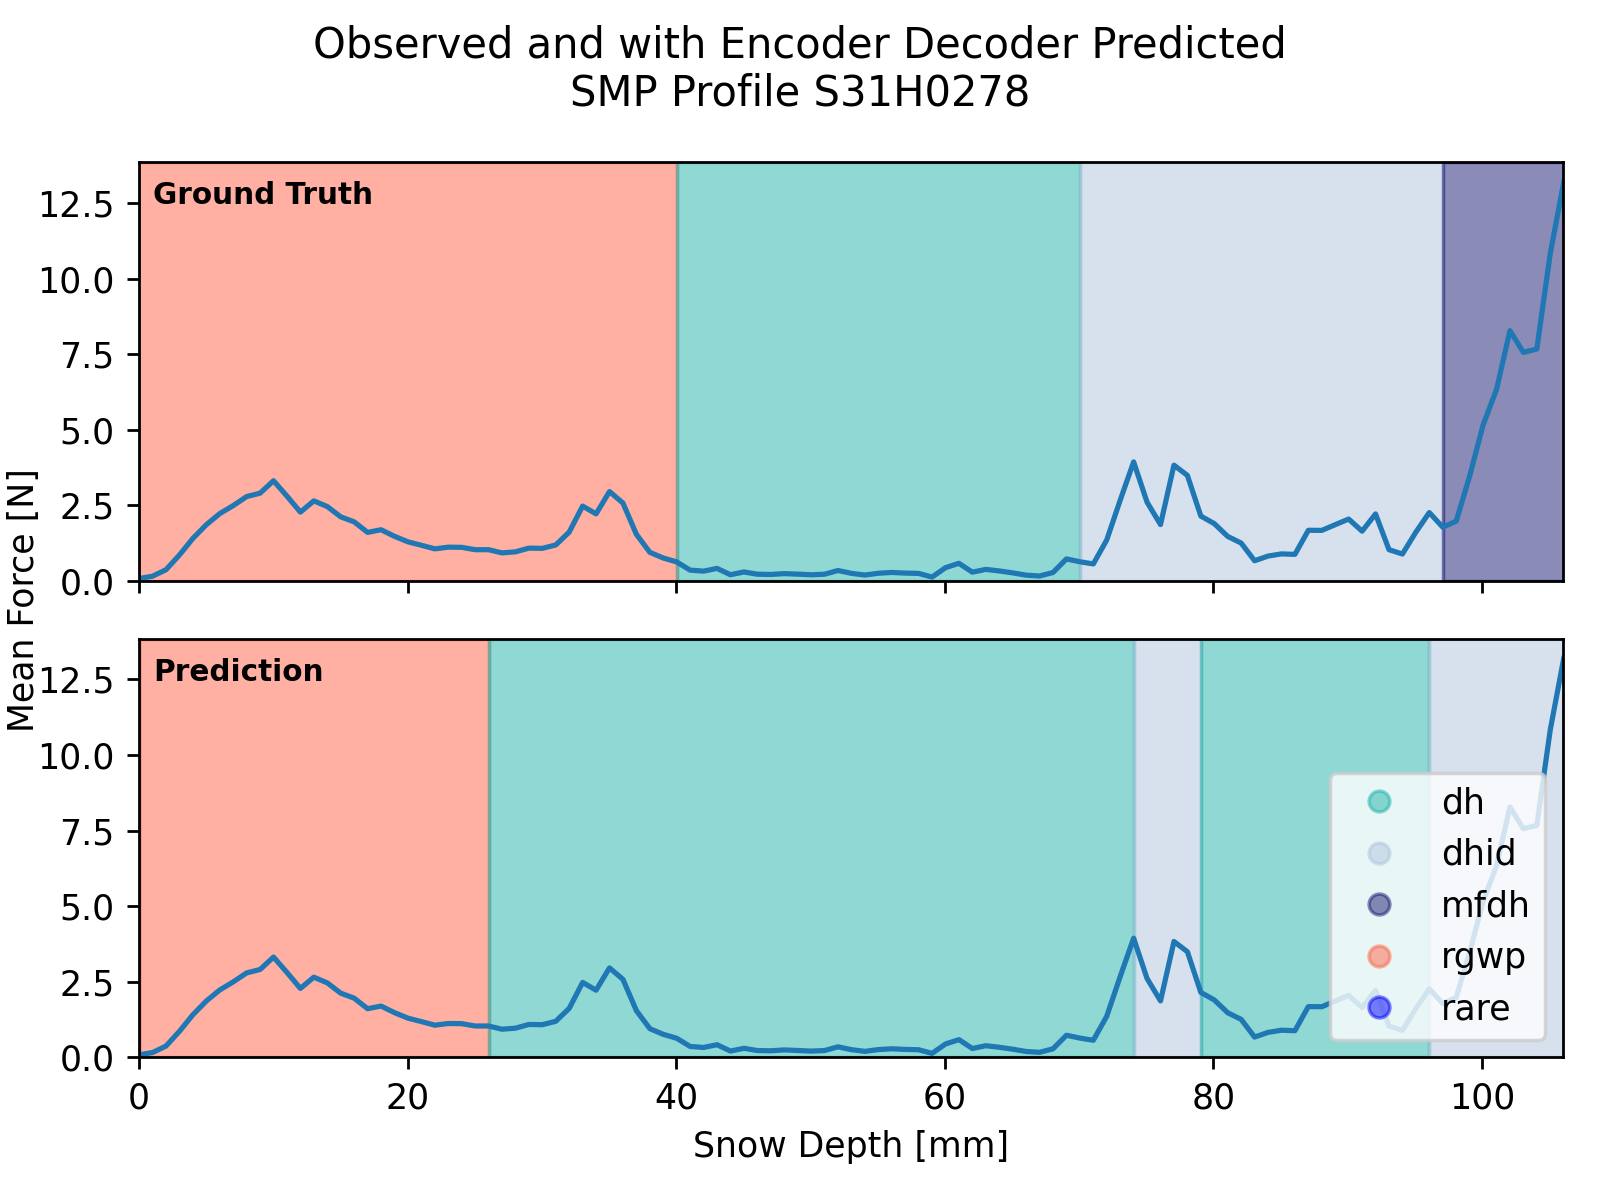 Observed and with Encoder Decoder Predicted
SMP Profile S31H0278
Mean Force [N]
Ground Truth
12.5
10.0
7.5
5.0
2.5
0.0
Prediction
12.5
10.0
7.5
5.0
2.5
0.0
dh
dhid
mfdh
rgwp
rare
0 20 40 60 80 100
Snow Depth [mm]